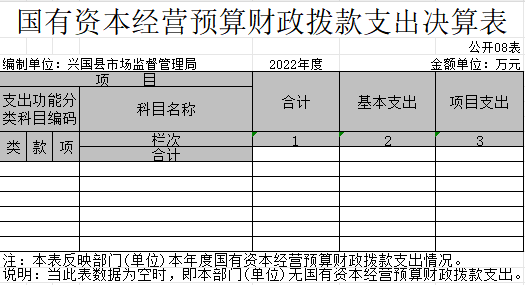 国有资本经营预算财政拨款支出决算表
公开08表
编制单位：兴国县市场监督管理局 2022年度 金额单位：万元
项 目 合计 基本支出 项目支出
支出功能分类科目编码 科目名称
类 款 项 栏次 1 2 3
合计
注：本表反映部门(单位)本年度国有资本经营预算财政拨款支出情况。
说明：当此表数据为空时，即本部门(单位)无国有资本经营预算财政拨款支出。